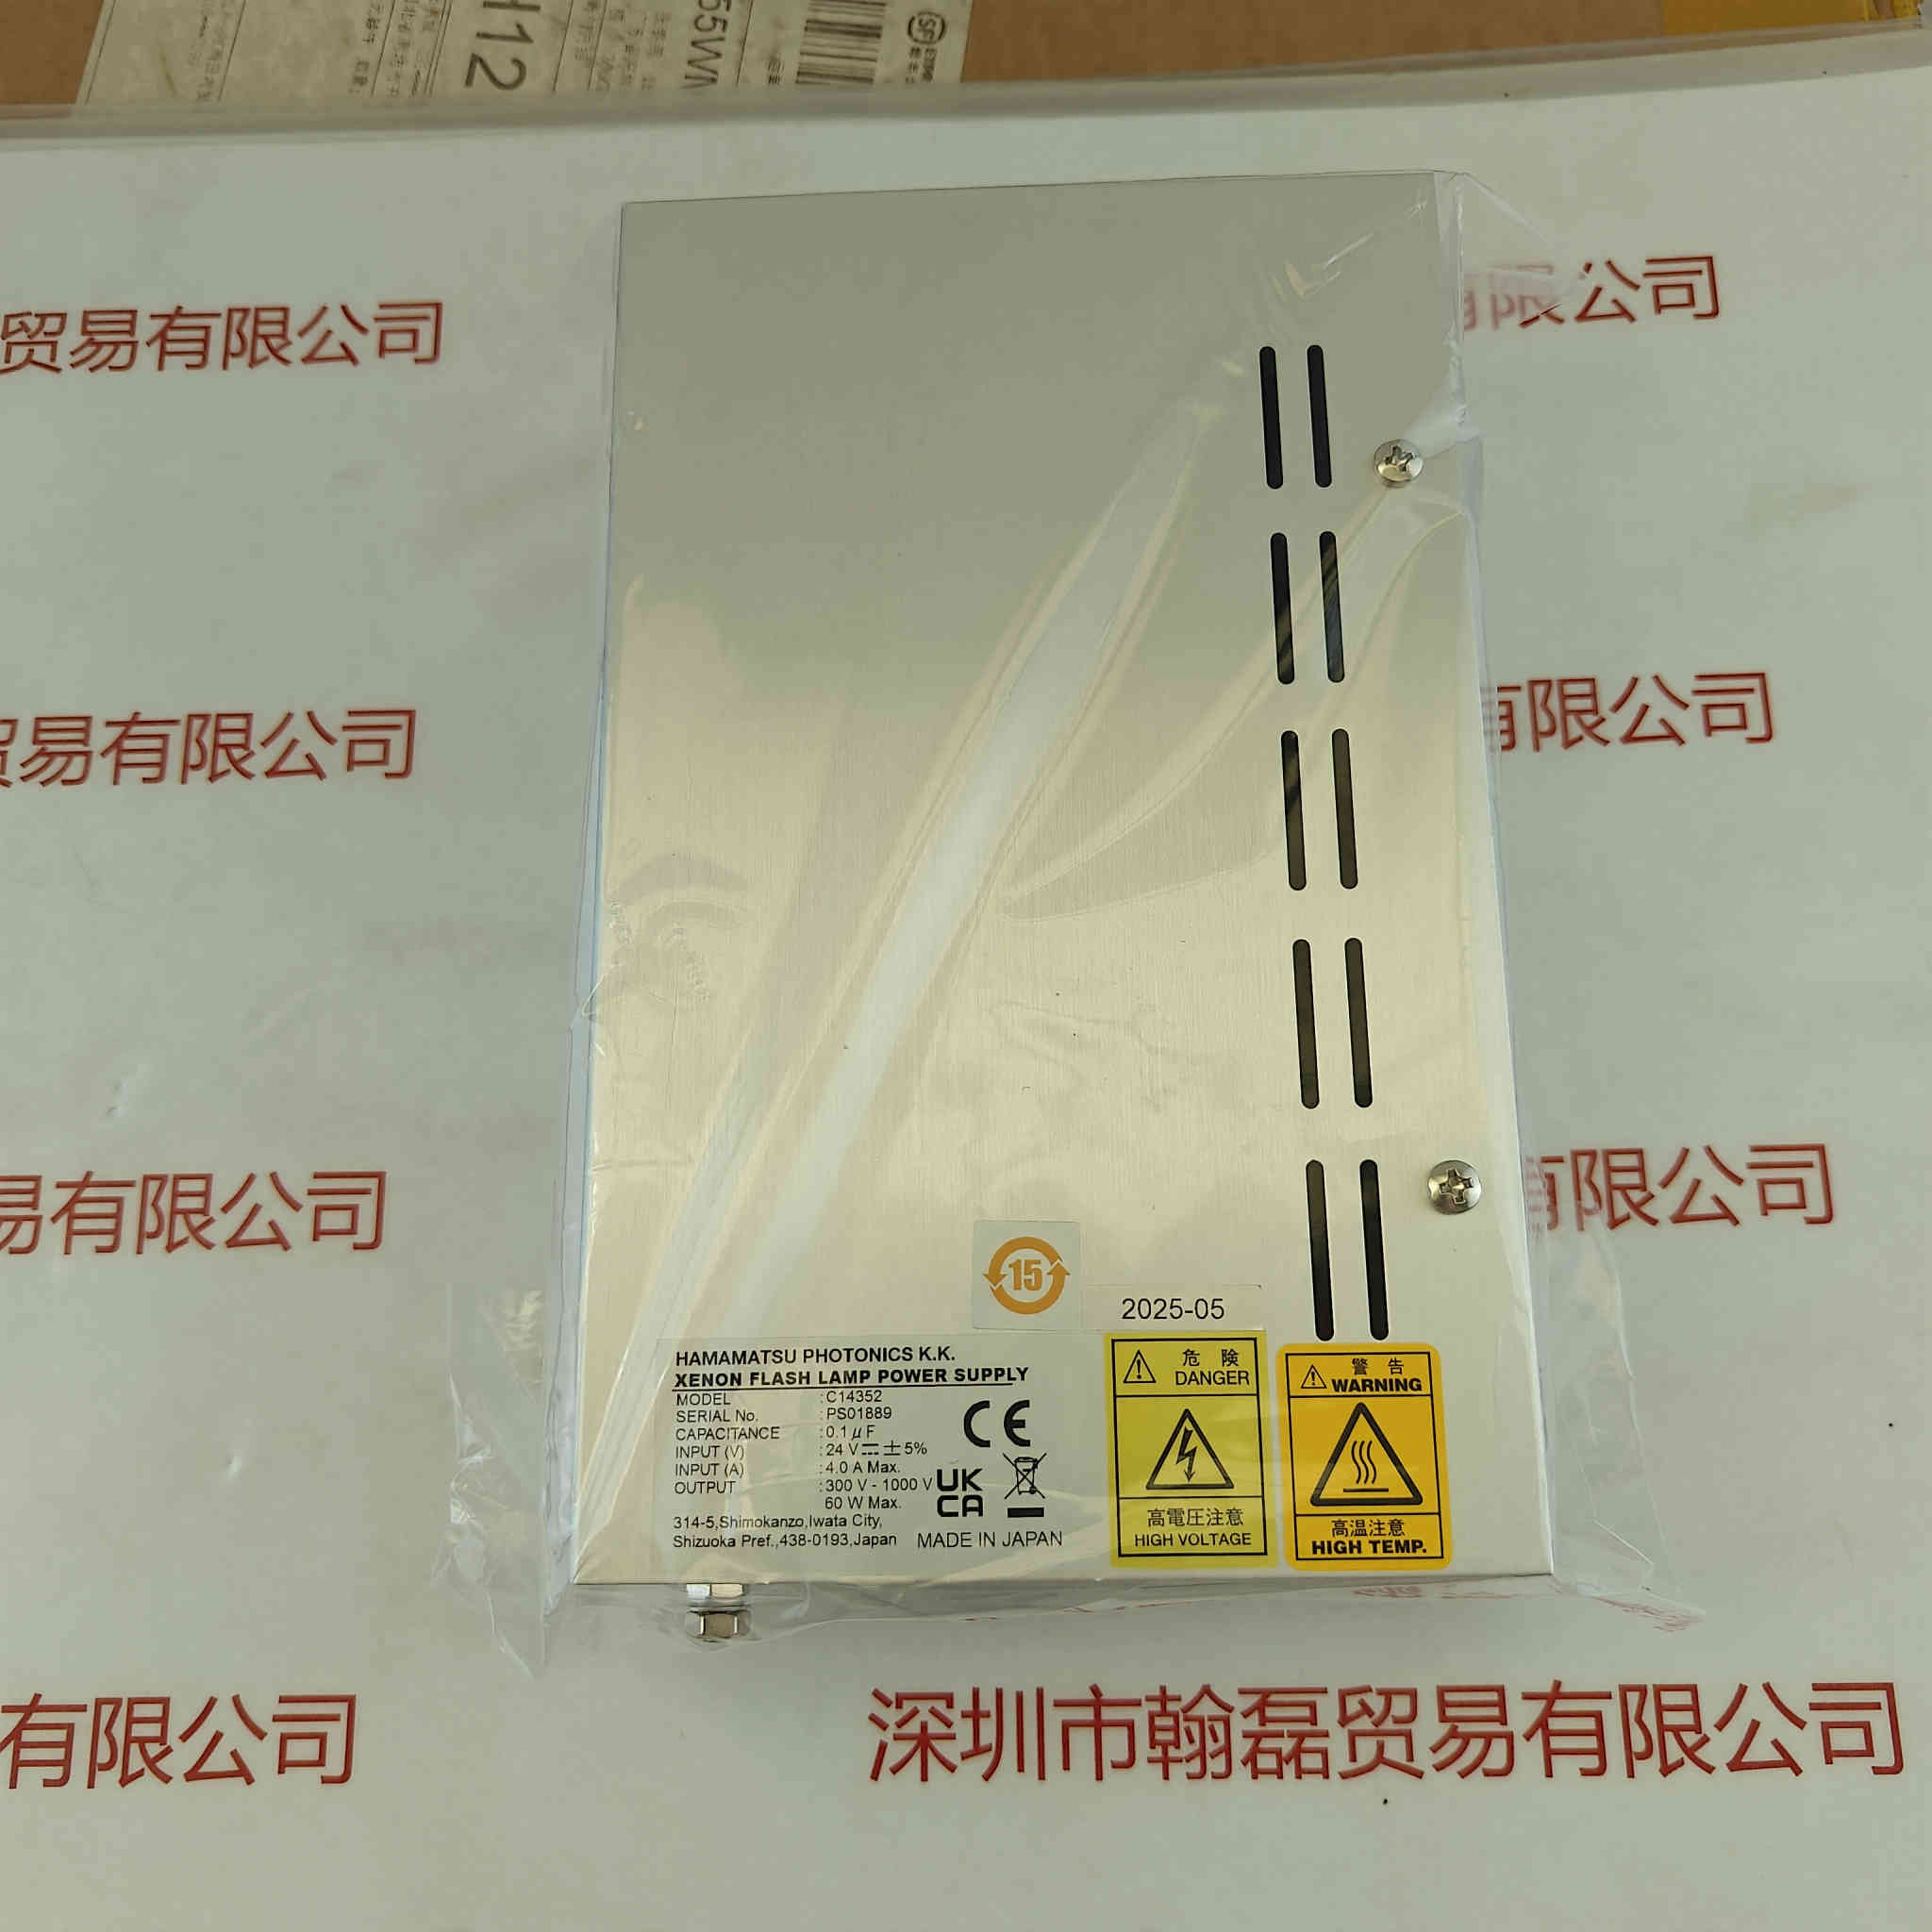 H12
55WM
SF
贸易有限公司
有限公司
贸易有限公司
有限公司
易有限公司
有限公司
15
2025-05
HAMAMATSU PHOTONICS K.K.
XENON FLASH LAMP POWER SUPPLY
MODEL :C14352
SERIAL No. :PS01889
CAPACITANCE :0.1 μF
INPUT (V) :24 V⎓±5%
INPUT (A) :4.0 A Max.
OUTPUT :300 V - 1000 V
60 W Max.
314-5,Shimokanzo,Iwata City,
Shizuoka Pref.,438-0193,Japan
MADE IN JAPAN
CE
UK
CA
危 険
DANGER
高電圧注意
HIGH VOLTAGE
警 告
WARNING
高温注意
HIGH TEMP.
有限公司
深圳市翰磊贸易有限公司